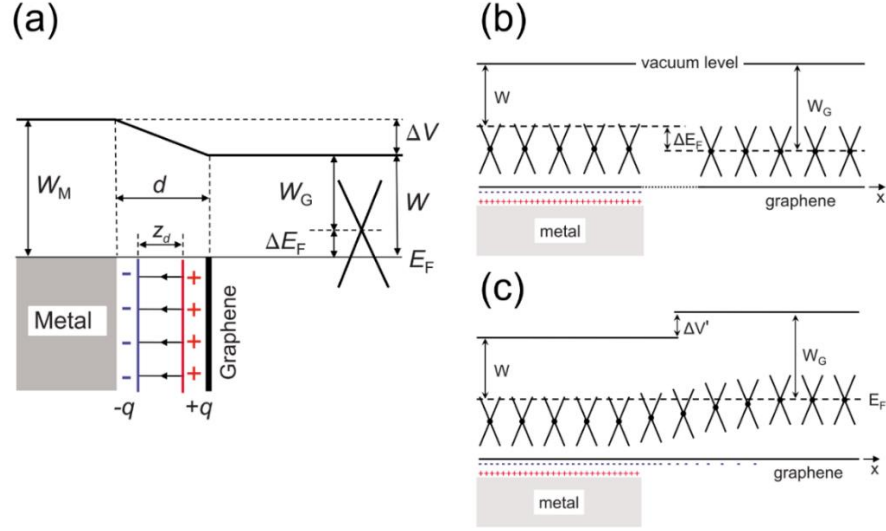 (a)
ΔV
W_M
d
W_G
W
z_d
ΔE_F
E_F
- +
- +
- +
- +
Metal
Graphene
-q +q
(b)
vacuum level
W
W_G
ΔE_F
graphene
x
metal
(c)
ΔV'
W
W_G
E_F
graphene
x
metal